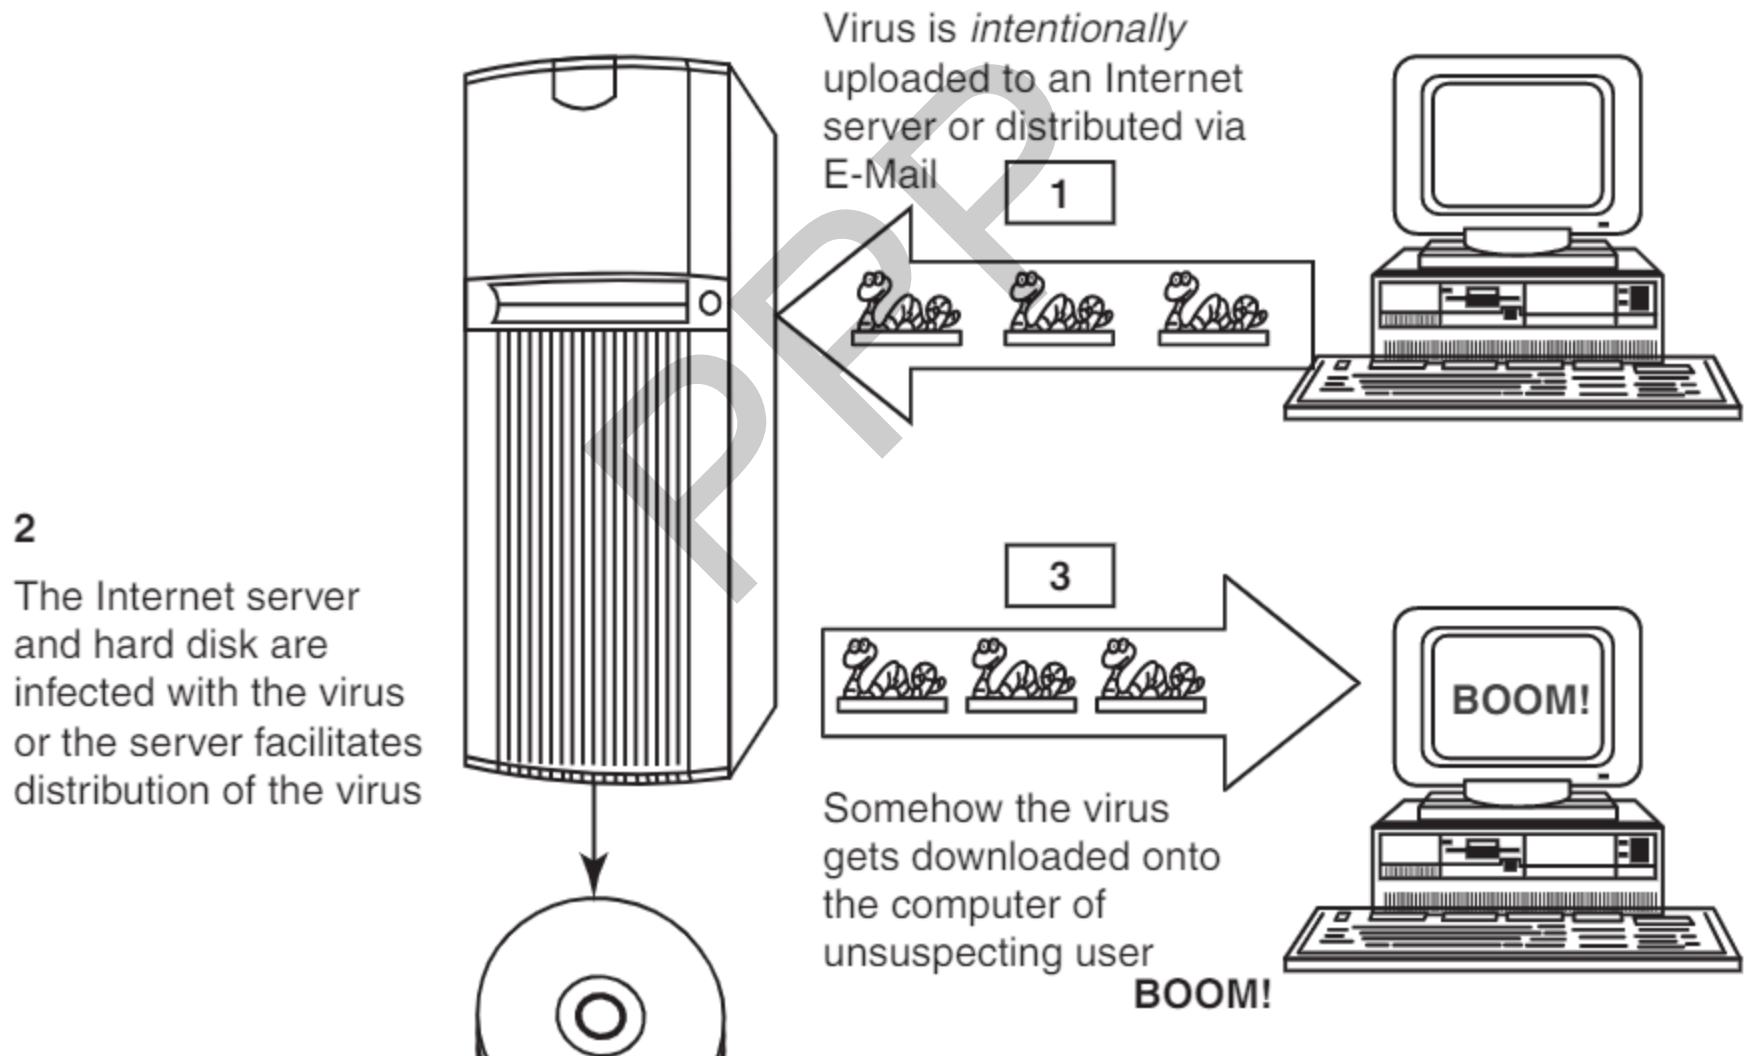 Virus is intentionally
uploaded to an Internet
server or distributed via
E-Mail
1
2
The Internet server
and hard disk are
infected with the virus
or the server facilitates
distribution of the virus
3
BOOM!
Somehow the virus
gets downloaded onto
the computer of
unsuspecting user
BOOM!
PPP